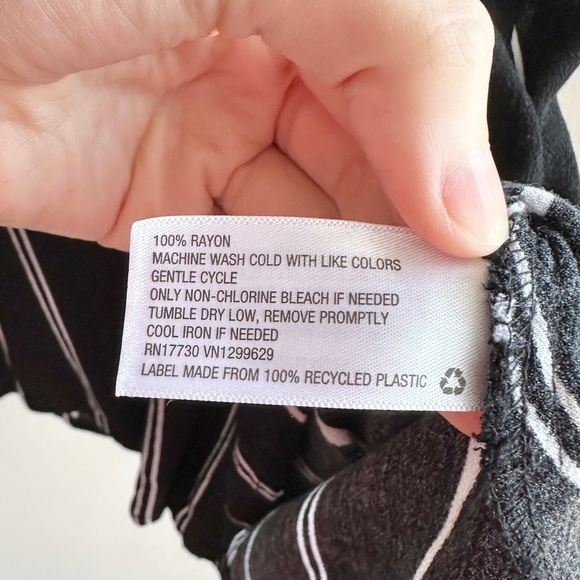 100% RAYON
MACHINE WASH COLD WITH LIKE COLORS
GENTLE CYCLE
ONLY NON-CHLORINE BLEACH IF NEEDED
TUMBLE DRY LOW, REMOVE PROMPTLY
COOL IRON IF NEEDED
RN17730 VN1299629
LABEL MADE FROM 100% RECYCLED PLASTIC